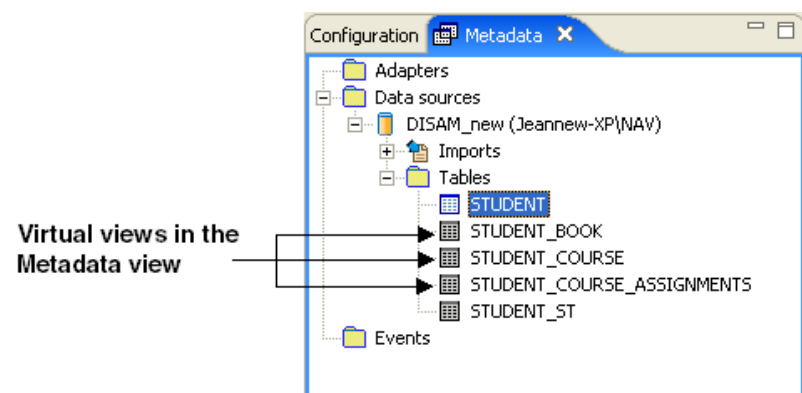 Configuration Metadata
Adapters
Data sources
DISAM_new (Jeannew-XP\NAV)
Imports
Tables
STUDENT
STUDENT_BOOK
STUDENT_COURSE
STUDENT_COURSE_ASSIGNMENTS
STUDENT_ST
Events
Virtual views in the
Metadata view